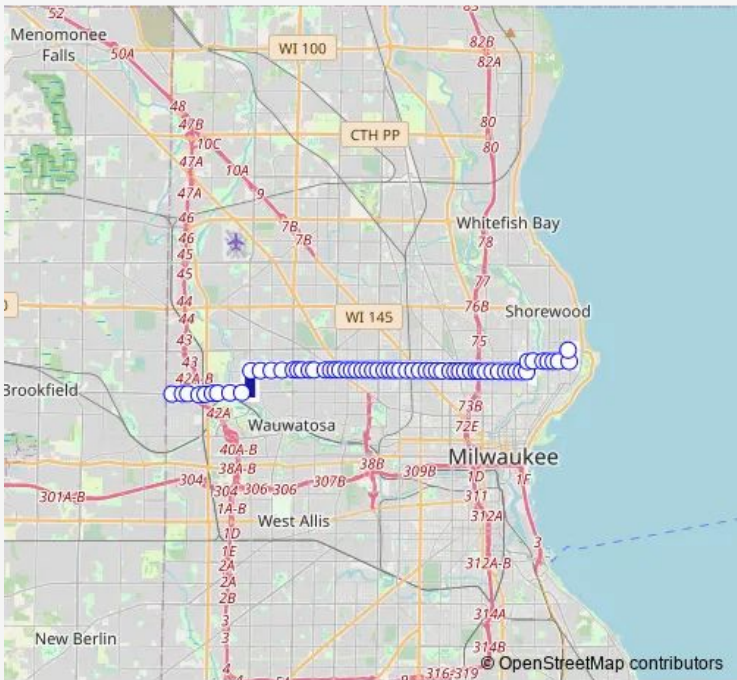 52
83
Menomonee
Falls
50A
WI 100
82B
82A
48
47B
10C
CTH PP
80
80
47A
10A
9
47A
46
7B
7B
Whitefish Bay
46
45
78
45
77
44
76B
44
WI 145
Shorewood
43
75
43
42A-B
Brookfield
42A
73B
Wauwatosa
72E
40A-B
Milwaukee
38A-B
38B
309B
304
304
306
306
307B
1D
1F
301A-B
311
1A-B
West Allis
312A
1D
1E
3
2A
312A-B
2A
2B
3
314A
New Berlin
3
314B
4
316-319
© OpenStreetMap contributors